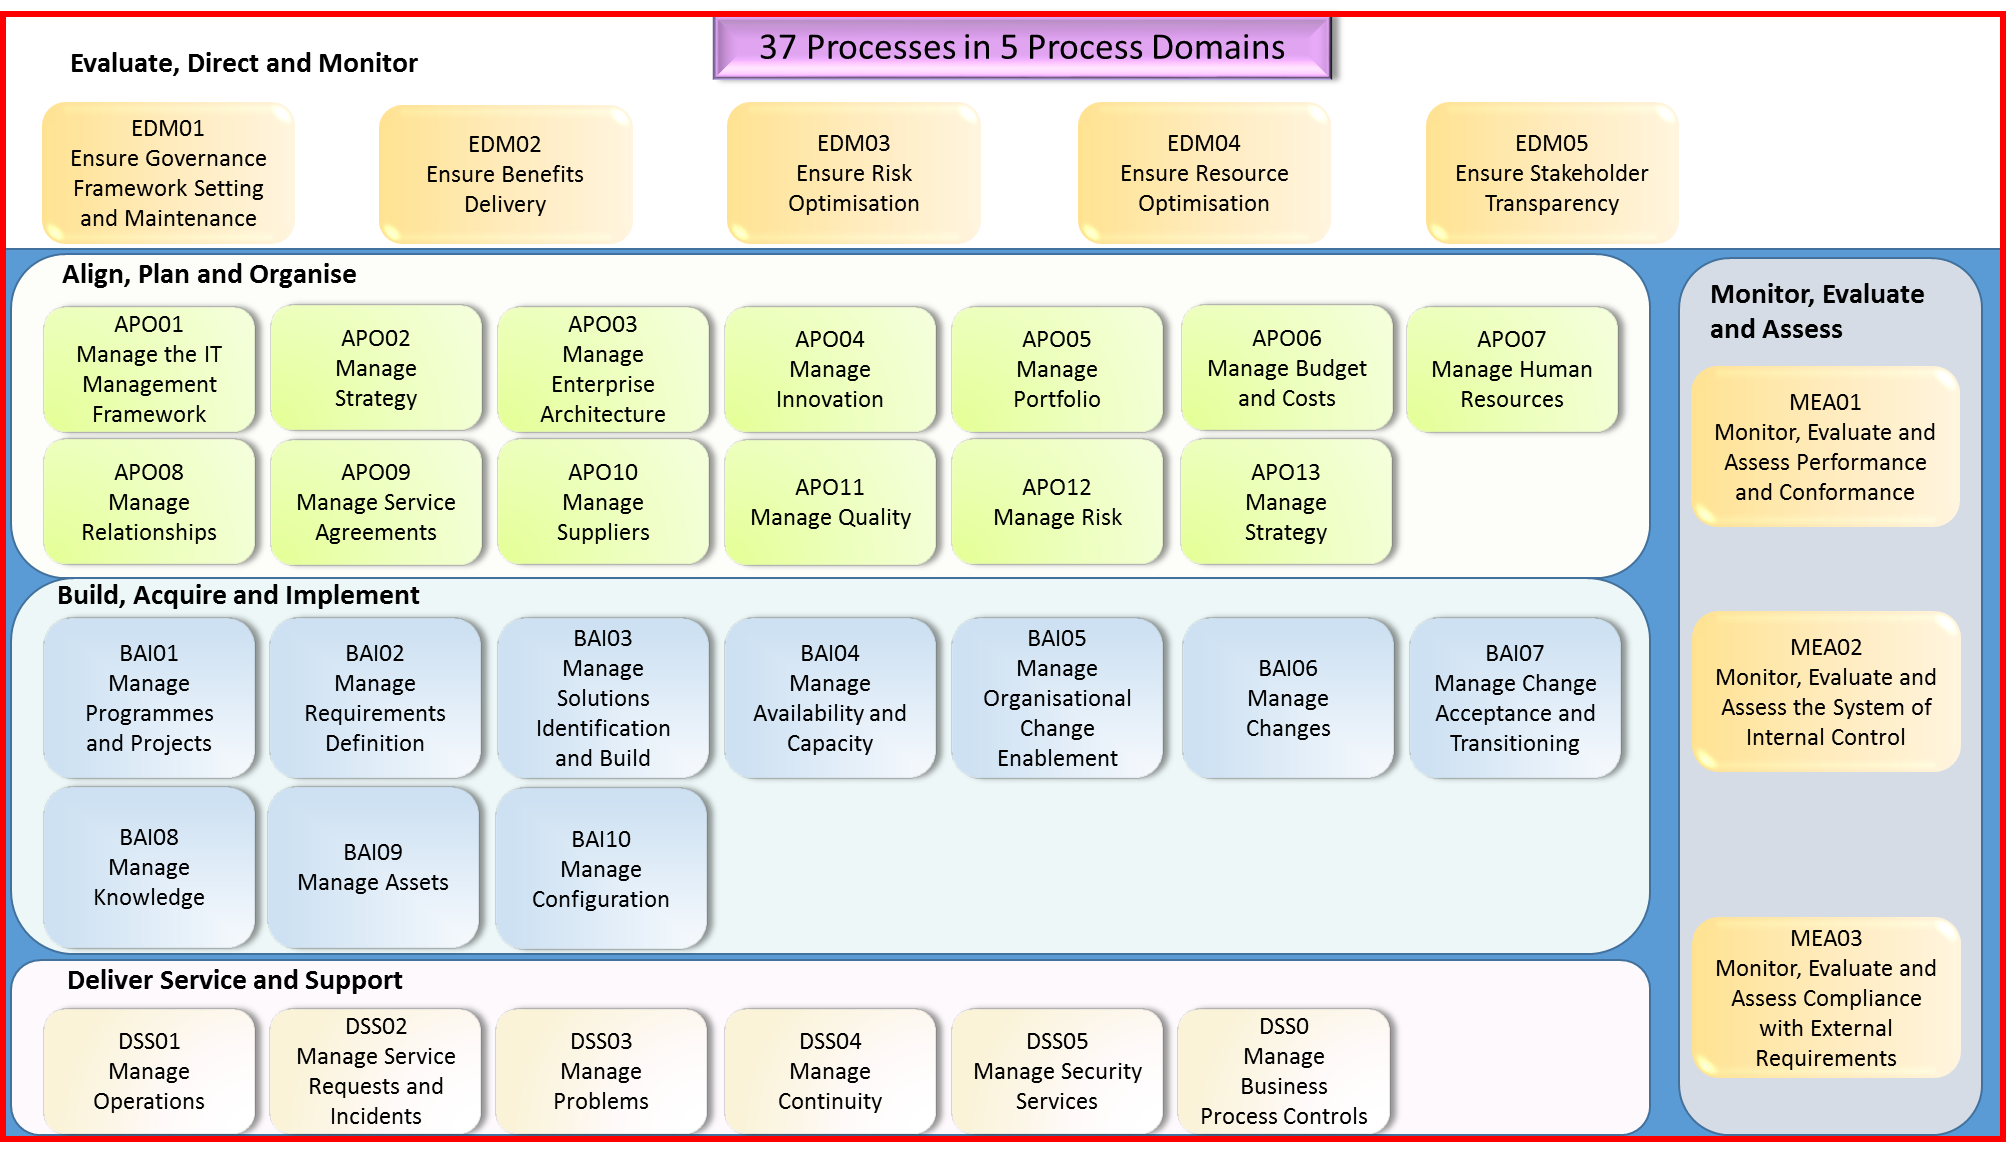 37 Processes in 5 Process Domains
Evaluate, Direct and Monitor
EDM01
Ensure Governance
Framework Setting
and Maintenance
EDM02
Ensure Benefits
Delivery
EDM03
Ensure Risk
Optimisation
EDM04
Ensure Resource
Optimisation
EDM05
Ensure Stakeholder
Transparency
Align, Plan and Organise
APO01
Manage the IT
Management
Framework
APO02
Manage
Strategy
APO03
Manage
Enterprise
Architecture
APO04
Manage
Innovation
APO05
Manage
Portfolio
APO06
Manage Budget
and Costs
APO07
Manage Human
Resources
APO08
Manage
Relationships
APO09
Manage Service
Agreements
APO10
Manage
Suppliers
APO11
Manage Quality
APO12
Manage Risk
APO13
Manage
Strategy
Build, Acquire and Implement
BAI01
Manage
Programmes
and Projects
BAI02
Manage
Requirements
Definition
BAI03
Manage
Solutions
Identification
and Build
BAI04
Manage
Availability and
Capacity
BAI05
Manage
Organisational
Change
Enablement
BAI06
Manage
Changes
BAI07
Manage Change
Acceptance and
Transitioning
BAI08
Manage
Knowledge
BAI09
Manage Assets
BAI10
Manage
Configuration
Deliver Service and Support
DSS01
Manage
Operations
DSS02
Manage Service
Requests and
Incidents
DSS03
Manage
Problems
DSS04
Manage
Continuity
DSS05
Manage Security
Services
DSS0
Manage
Business
Process Controls
Monitor, Evaluate
and Assess
MEA01
Monitor, Evaluate and
Assess Performance
and Conformance
MEA02
Monitor, Evaluate and
Assess the System of
Internal Control
MEA03
Monitor, Evaluate and
Assess Compliance
with External
Requirements